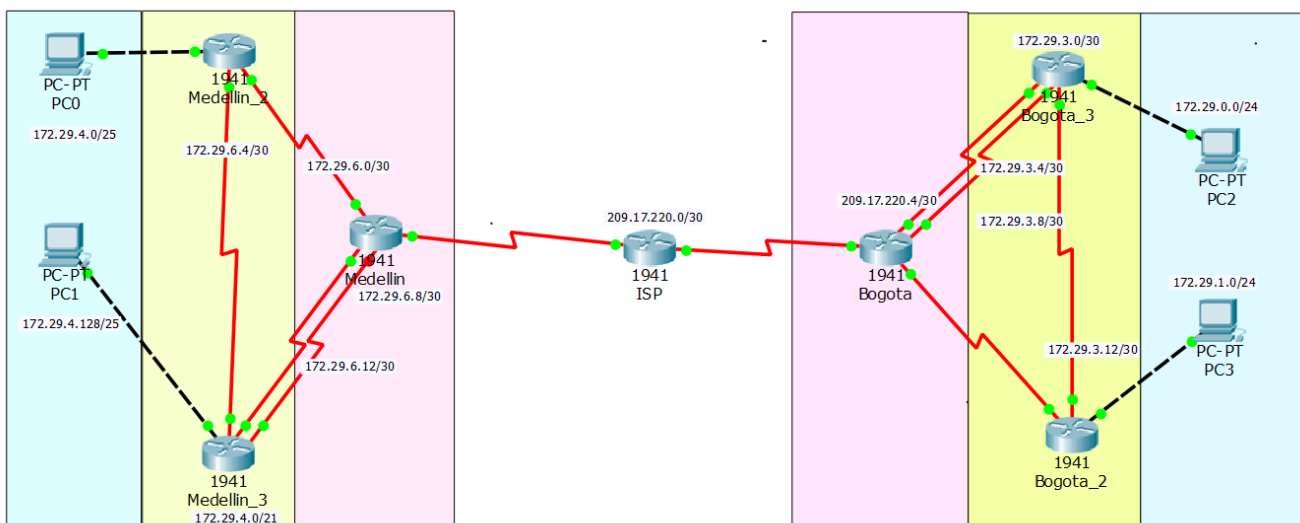 PC-PT
PC0
172.29.4.0/25
1941
Medellin_2
172.29.6.4/30
172.29.6.0/30
PC-PT
PC1
172.29.4.128/25
1941
Medellin
172.29.6.8/30
172.29.6.12/30
1941
Medellin_3
172.29.4.0/21
209.17.220.0/30
1941
ISP
209.17.220.4/30
1941
Bogota
172.29.3.0/30
1941
Bogota_3
172.29.3.4/30
172.29.3.8/30
172.29.0.0/24
PC-PT
PC2
172.29.1.0/24
PC-PT
PC3
172.29.3.12/30
1941
Bogota_2